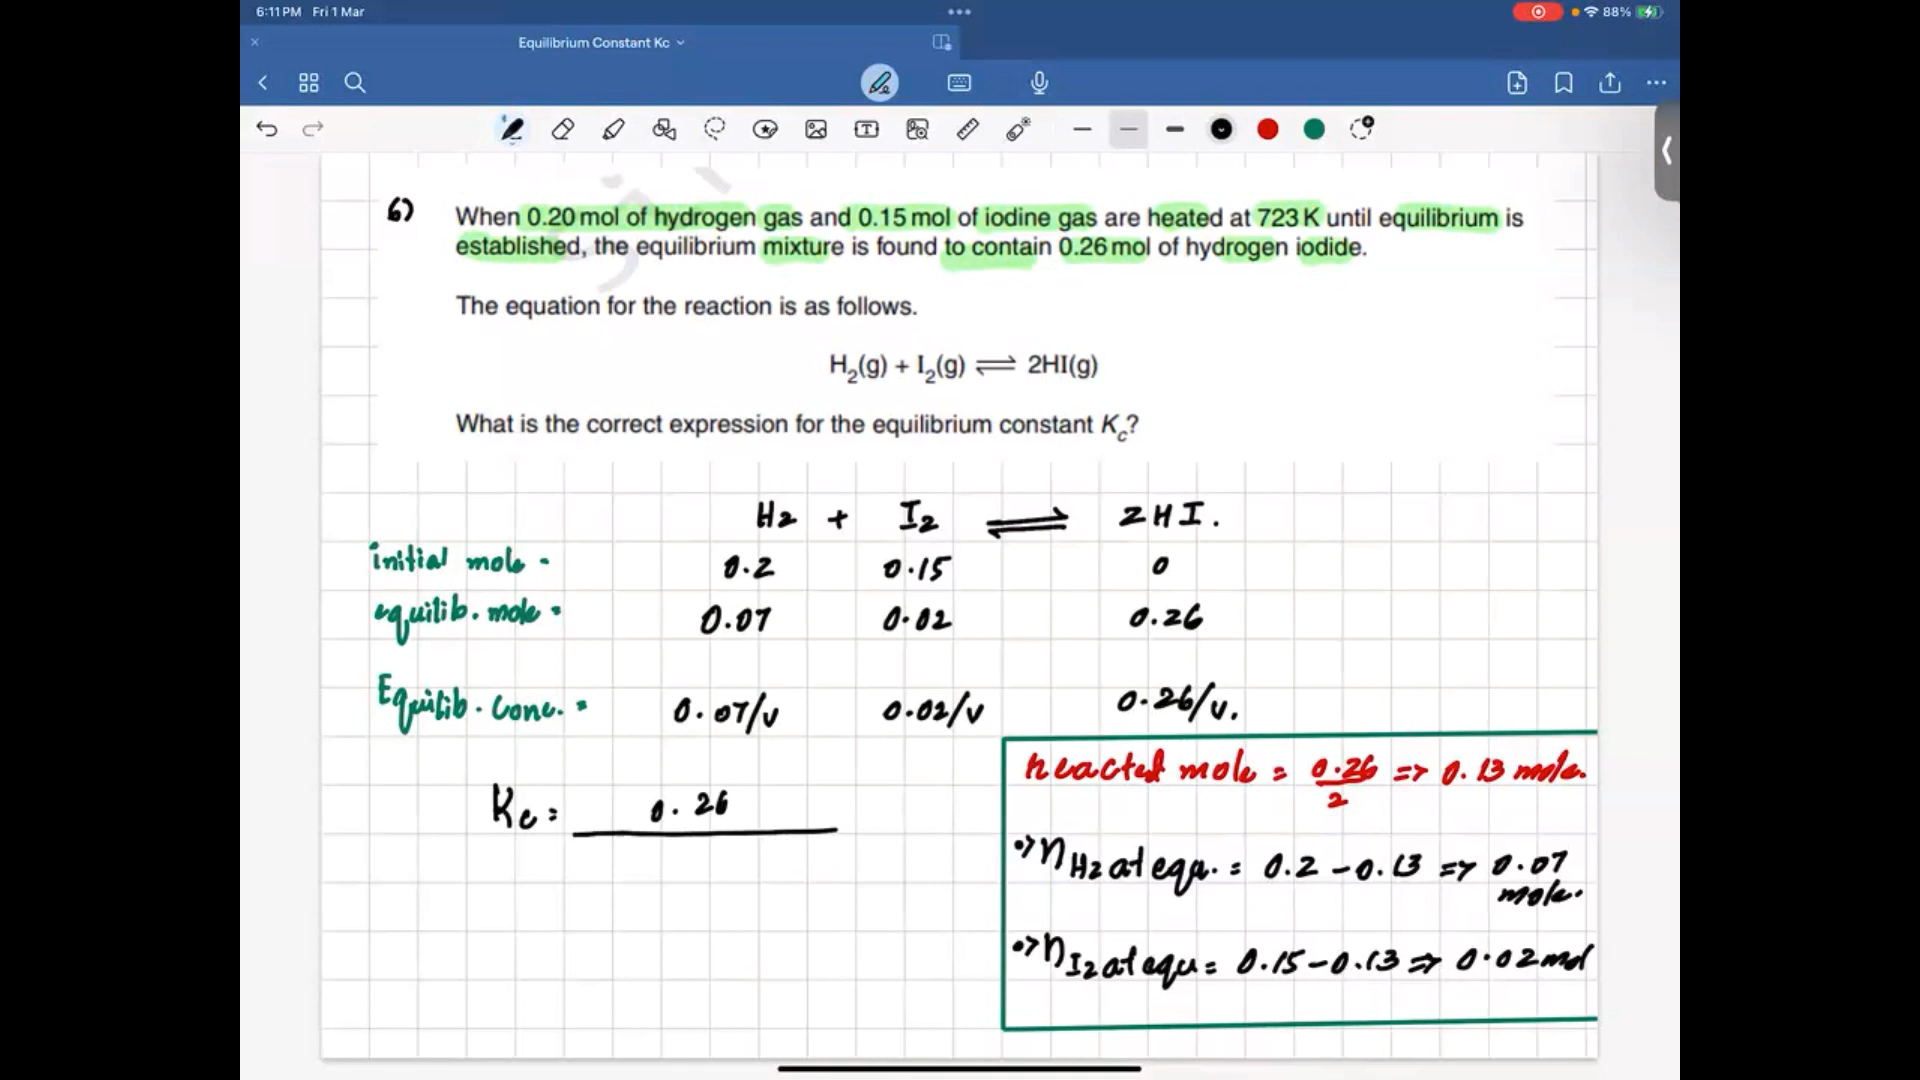 6:11 PM Fri 1 Mar
88%
Equilibrium Constant Kc
6)
When 0.20 mol of hydrogen gas and 0.15 mol of iodine gas are heated at 723 K until equilibrium is
established, the equilibrium mixture is found to contain 0.26 mol of hydrogen iodide.
The equation for the reaction is as follows.
H₂(g) + I₂(g) ⇌ 2HI(g)
What is the correct expression for the equilibrium constant Kc?
H2 + I2 ⇌ 2HI.
initial mole = 0.2 0.15 0
equilib. mole = 0.07 0.02 0.26
Equilib. Conc. = 0.07/v 0.02/v 0.26/v.
Kc = 0.26
reacted mole = 0.26/2 => 0.13 mole.
=> nH2 at equ. = 0.2 - 0.13 => 0.07
mole.
=> nI2 at equ = 0.15 - 0.13 => 0.02 mol